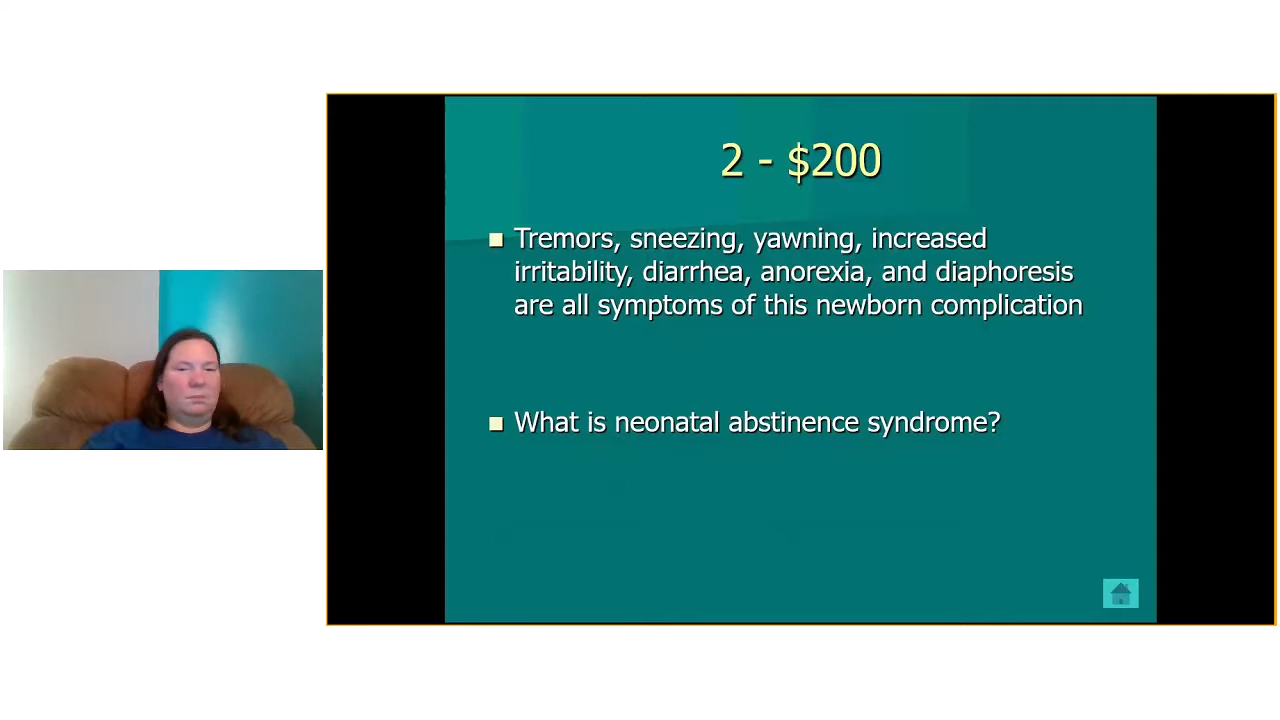 2 - $200
Tremors, sneezing, yawning, increased
irritability, diarrhea, anorexia, and diaphoresis
are all symptoms of this newborn complication
What is neonatal abstinence syndrome?